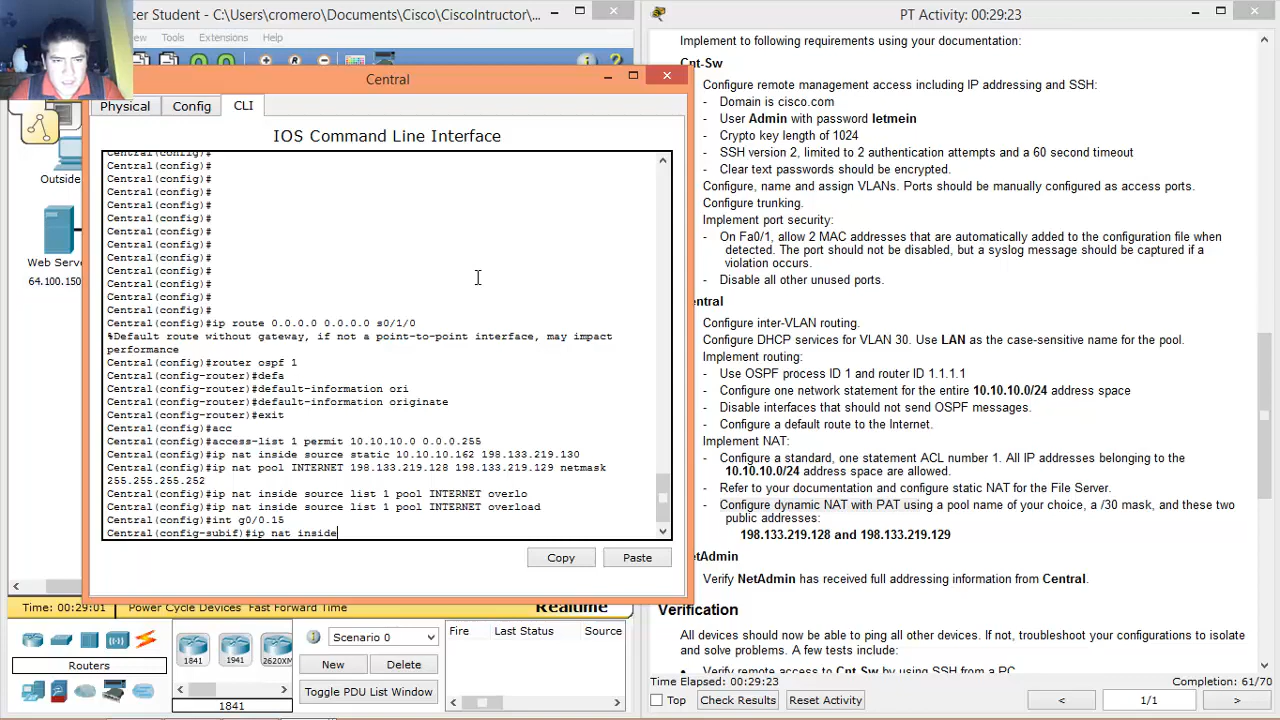 cer Student - C:\Users\cromero\Documents\Cisco\CiscoIntructor\...
ew Tools Extensions Help
Central
Physical Config CLI
IOS Command Line Interface
Central(config)#
Central(config)#
Central(config)#
Central(config)#
Central(config)#
Central(config)#
Central(config)#
Central(config)#
Central(config)#
Central(config)#
Central(config)#
Central(config)#
Central(config)#
Central(config)#ip route 0.0.0.0 0.0.0.0 s0/1/0
%Default route without gateway, if not a point-to-point interface, may impact
performance
Central(config)#router ospf 1
Central(config-router)#defa
Central(config-router)#default-information ori
Central(config-router)#default-information originate
Central(config-router)#exit
Central(config)#acc
Central(config)#access-list 1 permit 10.10.10.0 0.0.0.255
Central(config)#ip nat inside source static 10.10.10.162 198.133.219.130
Central(config)#ip nat pool INTERNET 198.133.219.128 198.133.219.129 netmask
255.255.255.252
Central(config)#ip nat inside source list 1 pool INTERNET overlo
Central(config)#ip nat inside source list 1 pool INTERNET overload
Central(config)#int g0/0.15
Central(config-subif)#ip nat inside
Copy Paste
Outside
Web Serv
64.100.150
Time: 00:29:01 Power Cycle Devices Fast Forward Time Realtime
Routers
1841 1941 2620XM
1841
Scenario 0
New Delete
Toggle PDU List Window
Fire Last Status Source
PT Activity: 00:29:23
Implement to following requirements using your documentation:
Cnt-Sw
Configure remote management access including IP addressing and SSH:
- Domain is cisco.com
- User Admin with password letmein
- Crypto key length of 1024
- SSH version 2, limited to 2 authentication attempts and a 60 second timeout
- Clear text passwords should be encrypted.
Configure, name and assign VLANs. Ports should be manually configured as access ports.
Configure trunking.
Implement port security:
- On Fa0/1, allow 2 MAC addresses that are automatically added to the configuration file when
detected. The port should not be disabled, but a syslog message should be captured if a
violation occurs.
- Disable all other unused ports.
entral
Configure inter-VLAN routing.
Configure DHCP services for VLAN 30. Use LAN as the case-sensitive name for the pool.
Implement routing:
- Use OSPF process ID 1 and router ID 1.1.1.1
- Configure one network statement for the entire 10.10.10.0/24 address space
- Disable interfaces that should not send OSPF messages.
- Configure a default route to the Internet.
Implement NAT:
- Configure a standard, one statement ACL number 1. All IP addresses belonging to the
10.10.10.0/24 address space are allowed.
- Refer to your documentation and configure static NAT for the File Server.
- Configure dynamic NAT with PAT using a pool name of your choice, a /30 mask, and these two
public addresses:
198.133.219.128 and 198.133.219.129
etAdmin
Verify NetAdmin has received full addressing information from Central.
Verification
All devices should now be able to ping all other devices. If not, troubleshoot your configurations to isolate
and solve problems. A few tests include:
• Verify remote access to Cnt-Sw by using SSH from a PC.
Time Elapsed: 00:29:23 Completion: 61/70
Top Check Results Reset Activity < 1/1 >